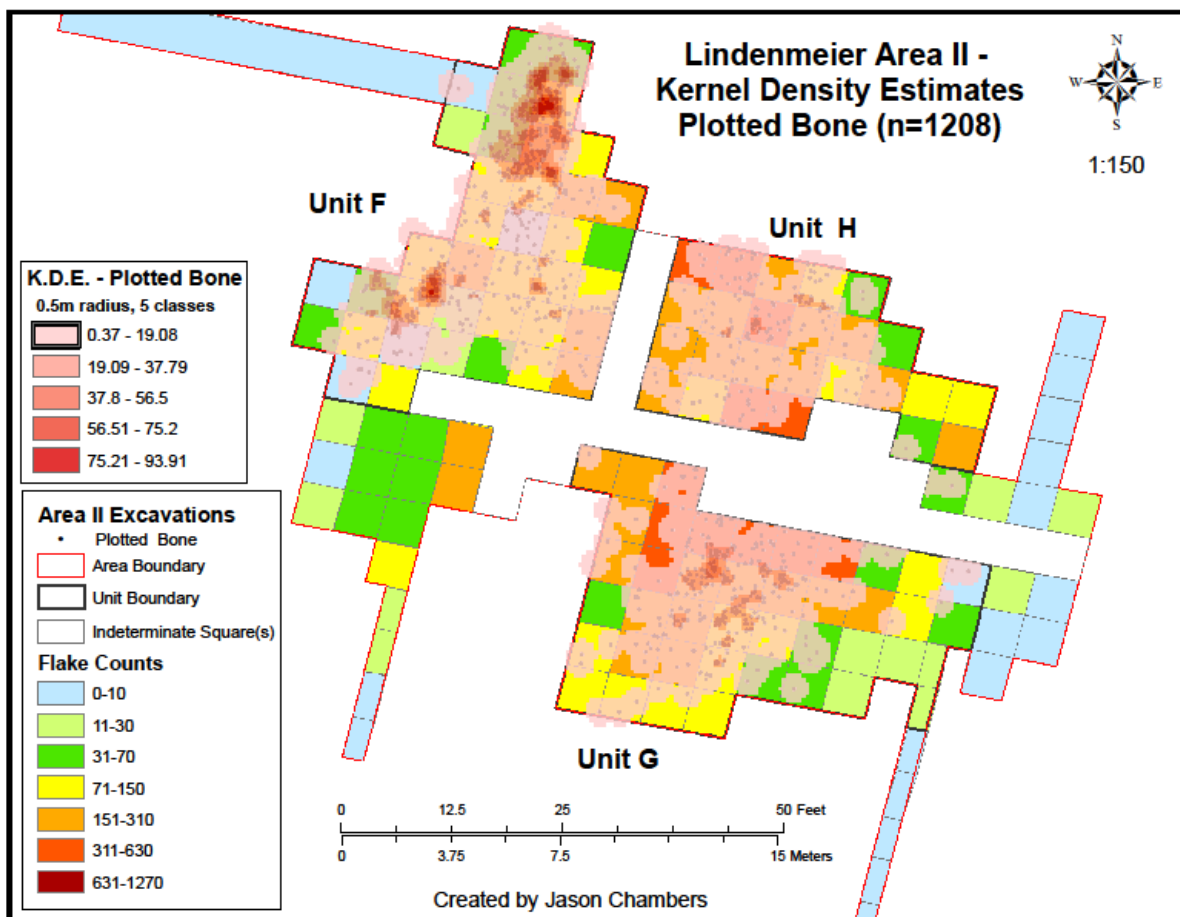 Lindenmeier Area II -
Kernel Density Estimates
Plotted Bone (n=1208)
N
W
E
S
1:150
Unit F
Unit H
K.D.E. - Plotted Bone
0.5m radius, 5 classes
0.37 - 19.08
19.09 - 37.79
37.8 - 56.5
56.51 - 75.2
75.21 - 93.91
Area II Excavations
Plotted Bone
Area Boundary
Unit Boundary
Indeterminate Square(s)
Flake Counts
0-10
11-30
31-70
71-150
151-310
311-630
631-1270
Unit G
0 12.5 25 50 Feet
0 3.75 7.5 15 Meters
Created by Jason Chambers